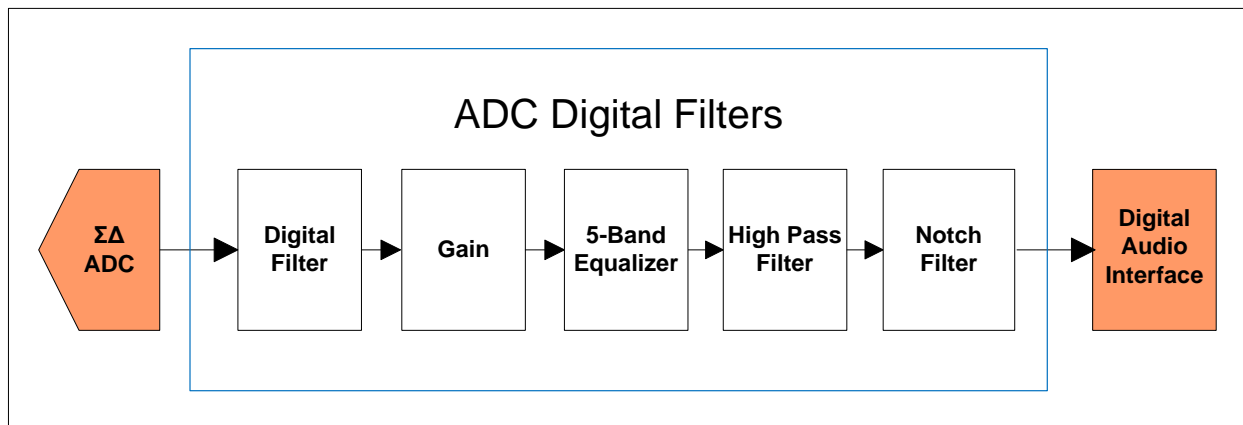 ADC Digital Filters
ΣΔ
ADC
Digital
Filter
Gain
5-Band
Equalizer
High Pass
Filter
Notch
Filter
Digital
Audio
Interface